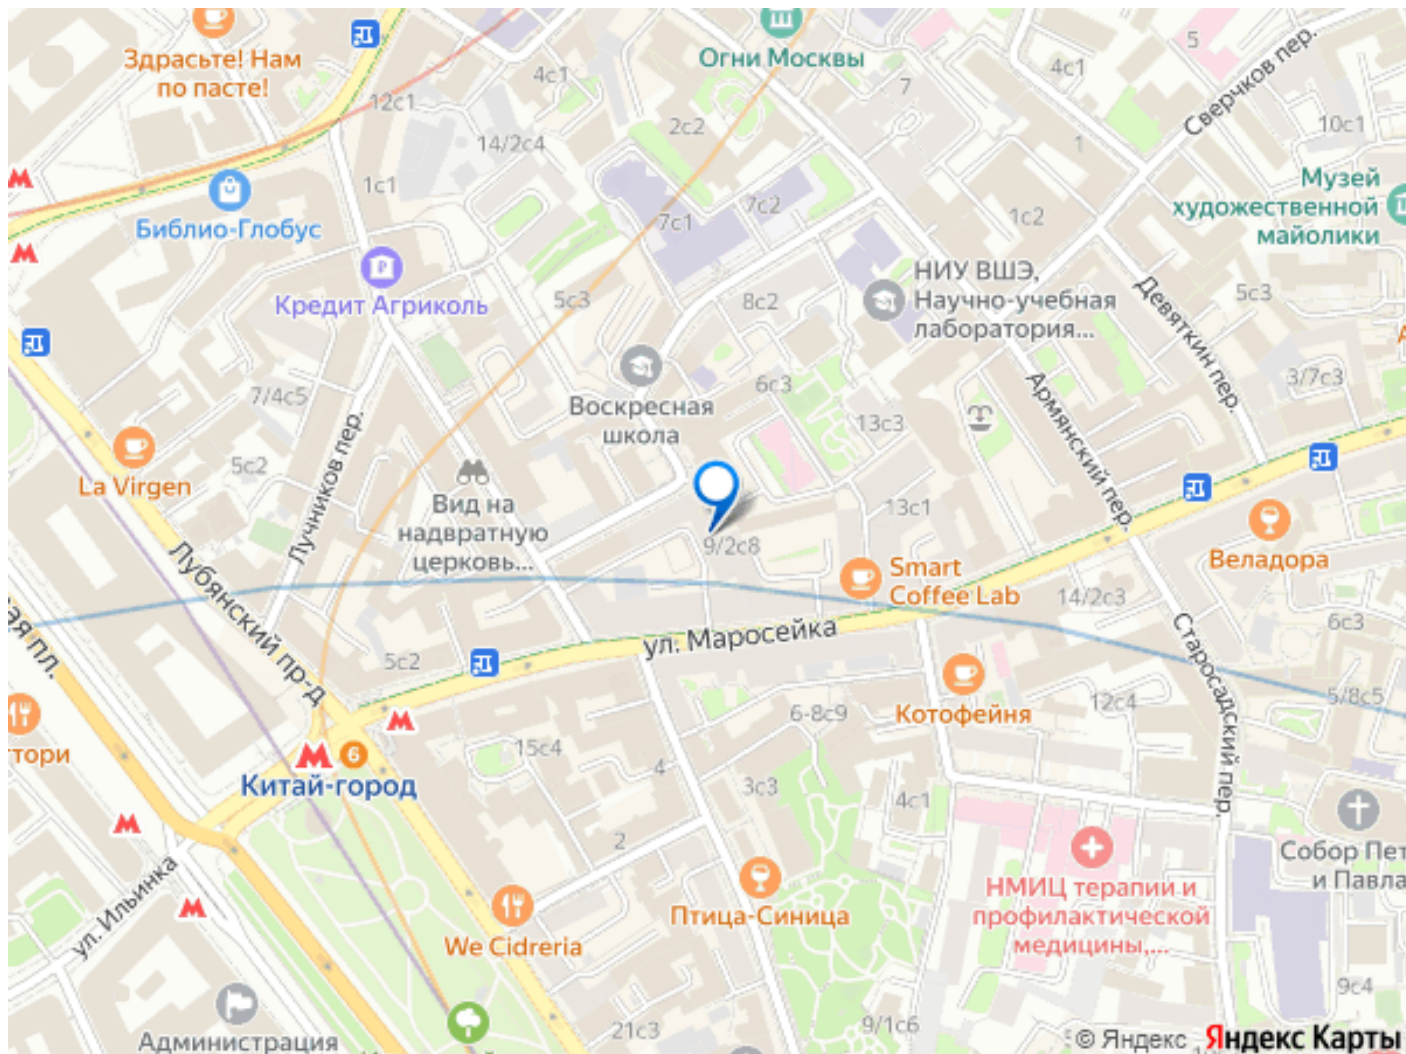 Здрасьте! Нам
по пасте!
4с1
Огни Москвы
4с1
5
Сверчков пер.
12с1
7
14/2с4
2с2
1
10с1
1с1
7с1
7с2
1с2
Музей
художественной
майолики
Библио-Глобус
Кредит Агриколь
5с3
8с2
НИУ ВШЭ,
Научно-учебная
лаборатория...
Девяткин пер.
5с3
7/4с5
Воскресная
школа
6с3
13с3
Армянский пер.
3/7с3
La Virgen
5с2
Лучников пер.
Вид на
надвратную
церковь...
9/2с8
13с1
Smart
Coffee Lab
Веладора
14/2с3
Лубянский пр-д
ая пл.
5с2
ул. Маросейка
Старосадский пер.
6с3
5/8с5
тори
6
Китай-город
15с4
4
6-8с9
Котофейня
12с4
3с3
4с1
2
ул. Ильинка
We Cidreria
Птица-Синица
НМИЦ терапии и
профилактической
медицины,...
Собор Пет
и Павла
9с4
Администрация
21с3
9/1с6
© Яндекс Яндекс Карты